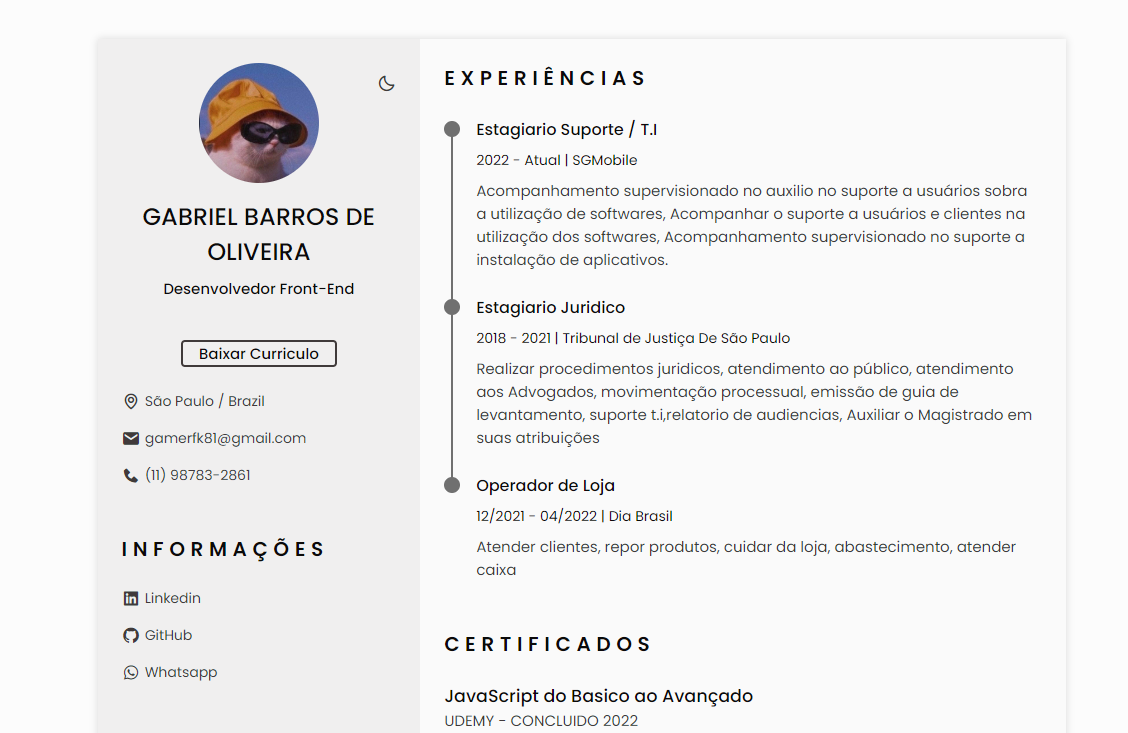 GABRIEL BARROS DE
OLIVEIRA
Desenvolvedor Front-End
Baixar Curriculo
São Paulo / Brazil
gamerfk81@gmail.com
(11) 98783-2861
INFORMAÇÕES
Linkedin
GitHub
Whatsapp
EXPERIÊNCIAS
Estagiario Suporte / T.I
2022 - Atual | SGMobile
Acompanhamento supervisionado no auxilio no suporte a usuários sobra
a utilização de softwares, Acompanhar o suporte a usuários e clientes na
utilização dos softwares, Acompanhamento supervisionado no suporte a
instalação de aplicativos.
Estagiario Juridico
2018 - 2021 | Tribunal de Justiça De São Paulo
Realizar procedimentos juridicos, atendimento ao público, atendimento
aos Advogados, movimentação processual, emissão de guia de
levantamento, suporte t.i,relatorio de audiencias, Auxiliar o Magistrado em
suas atribuições
Operador de Loja
12/2021 - 04/2022 | Dia Brasil
Atender clientes, repor produtos, cuidar da loja, abastecimento, atender
caixa
CERTIFICADOS
JavaScript do Basico ao Avançado
UDEMY - CONCLUIDO 2022